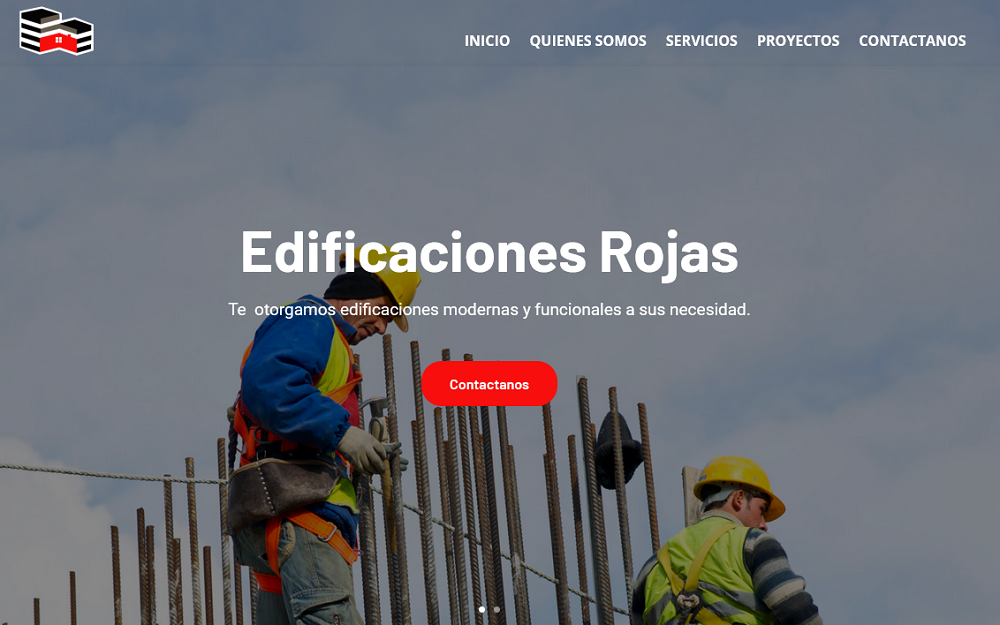 INICIO QUIENES SOMOS SERVICIOS PROYECTOS CONTACTANOS
Edificaciones Rojas
Te otorgamos edificaciones modernas y funcionales a sus necesidad.
Contactanos